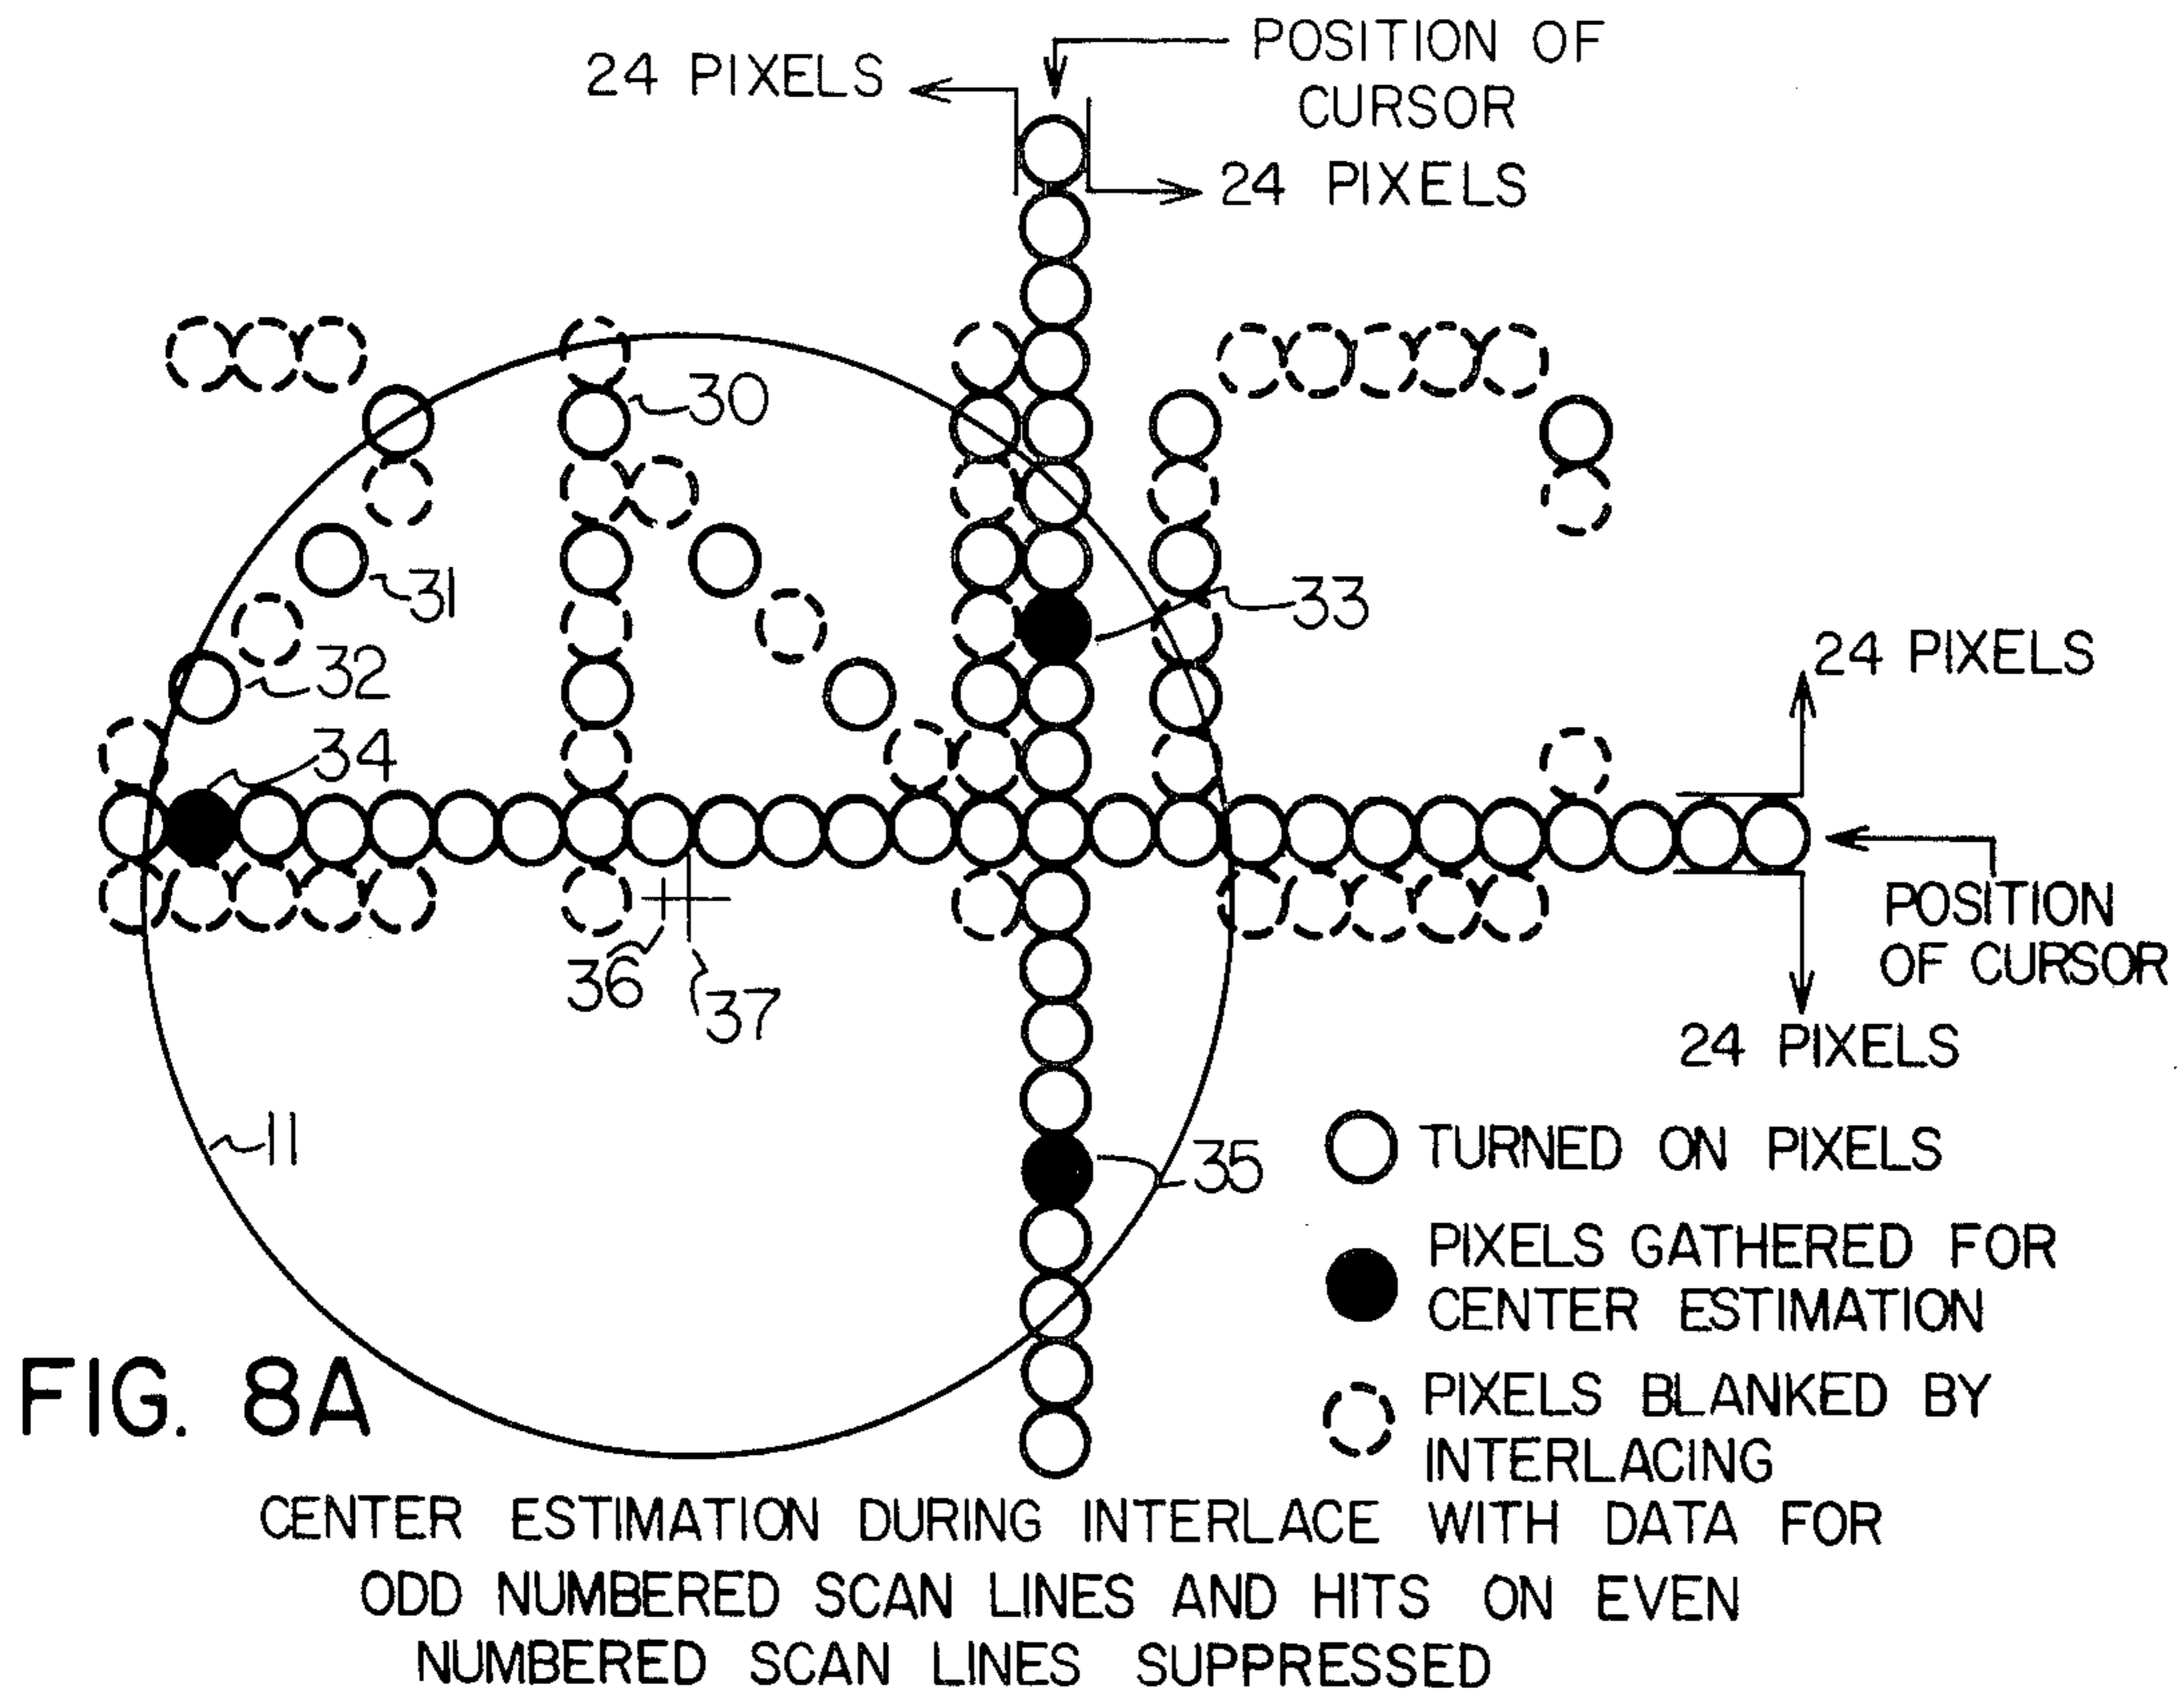 POSITION OF
CURSOR
24 PIXELS
24 PIXELS
30
31
33
32
24 PIXELS
34
POSITION
OF CURSOR
36
37
24 PIXELS
11
35
TURNED ON PIXELS
PIXELS GATHERED FOR
CENTER ESTIMATION
PIXELS BLANKED BY
INTERLACING
FIG. 8A
CENTER ESTIMATION DURING INTERLACE WITH DATA FOR
ODD NUMBERED SCAN LINES AND HITS ON EVEN
NUMBERED SCAN LINES SUPPRESSED